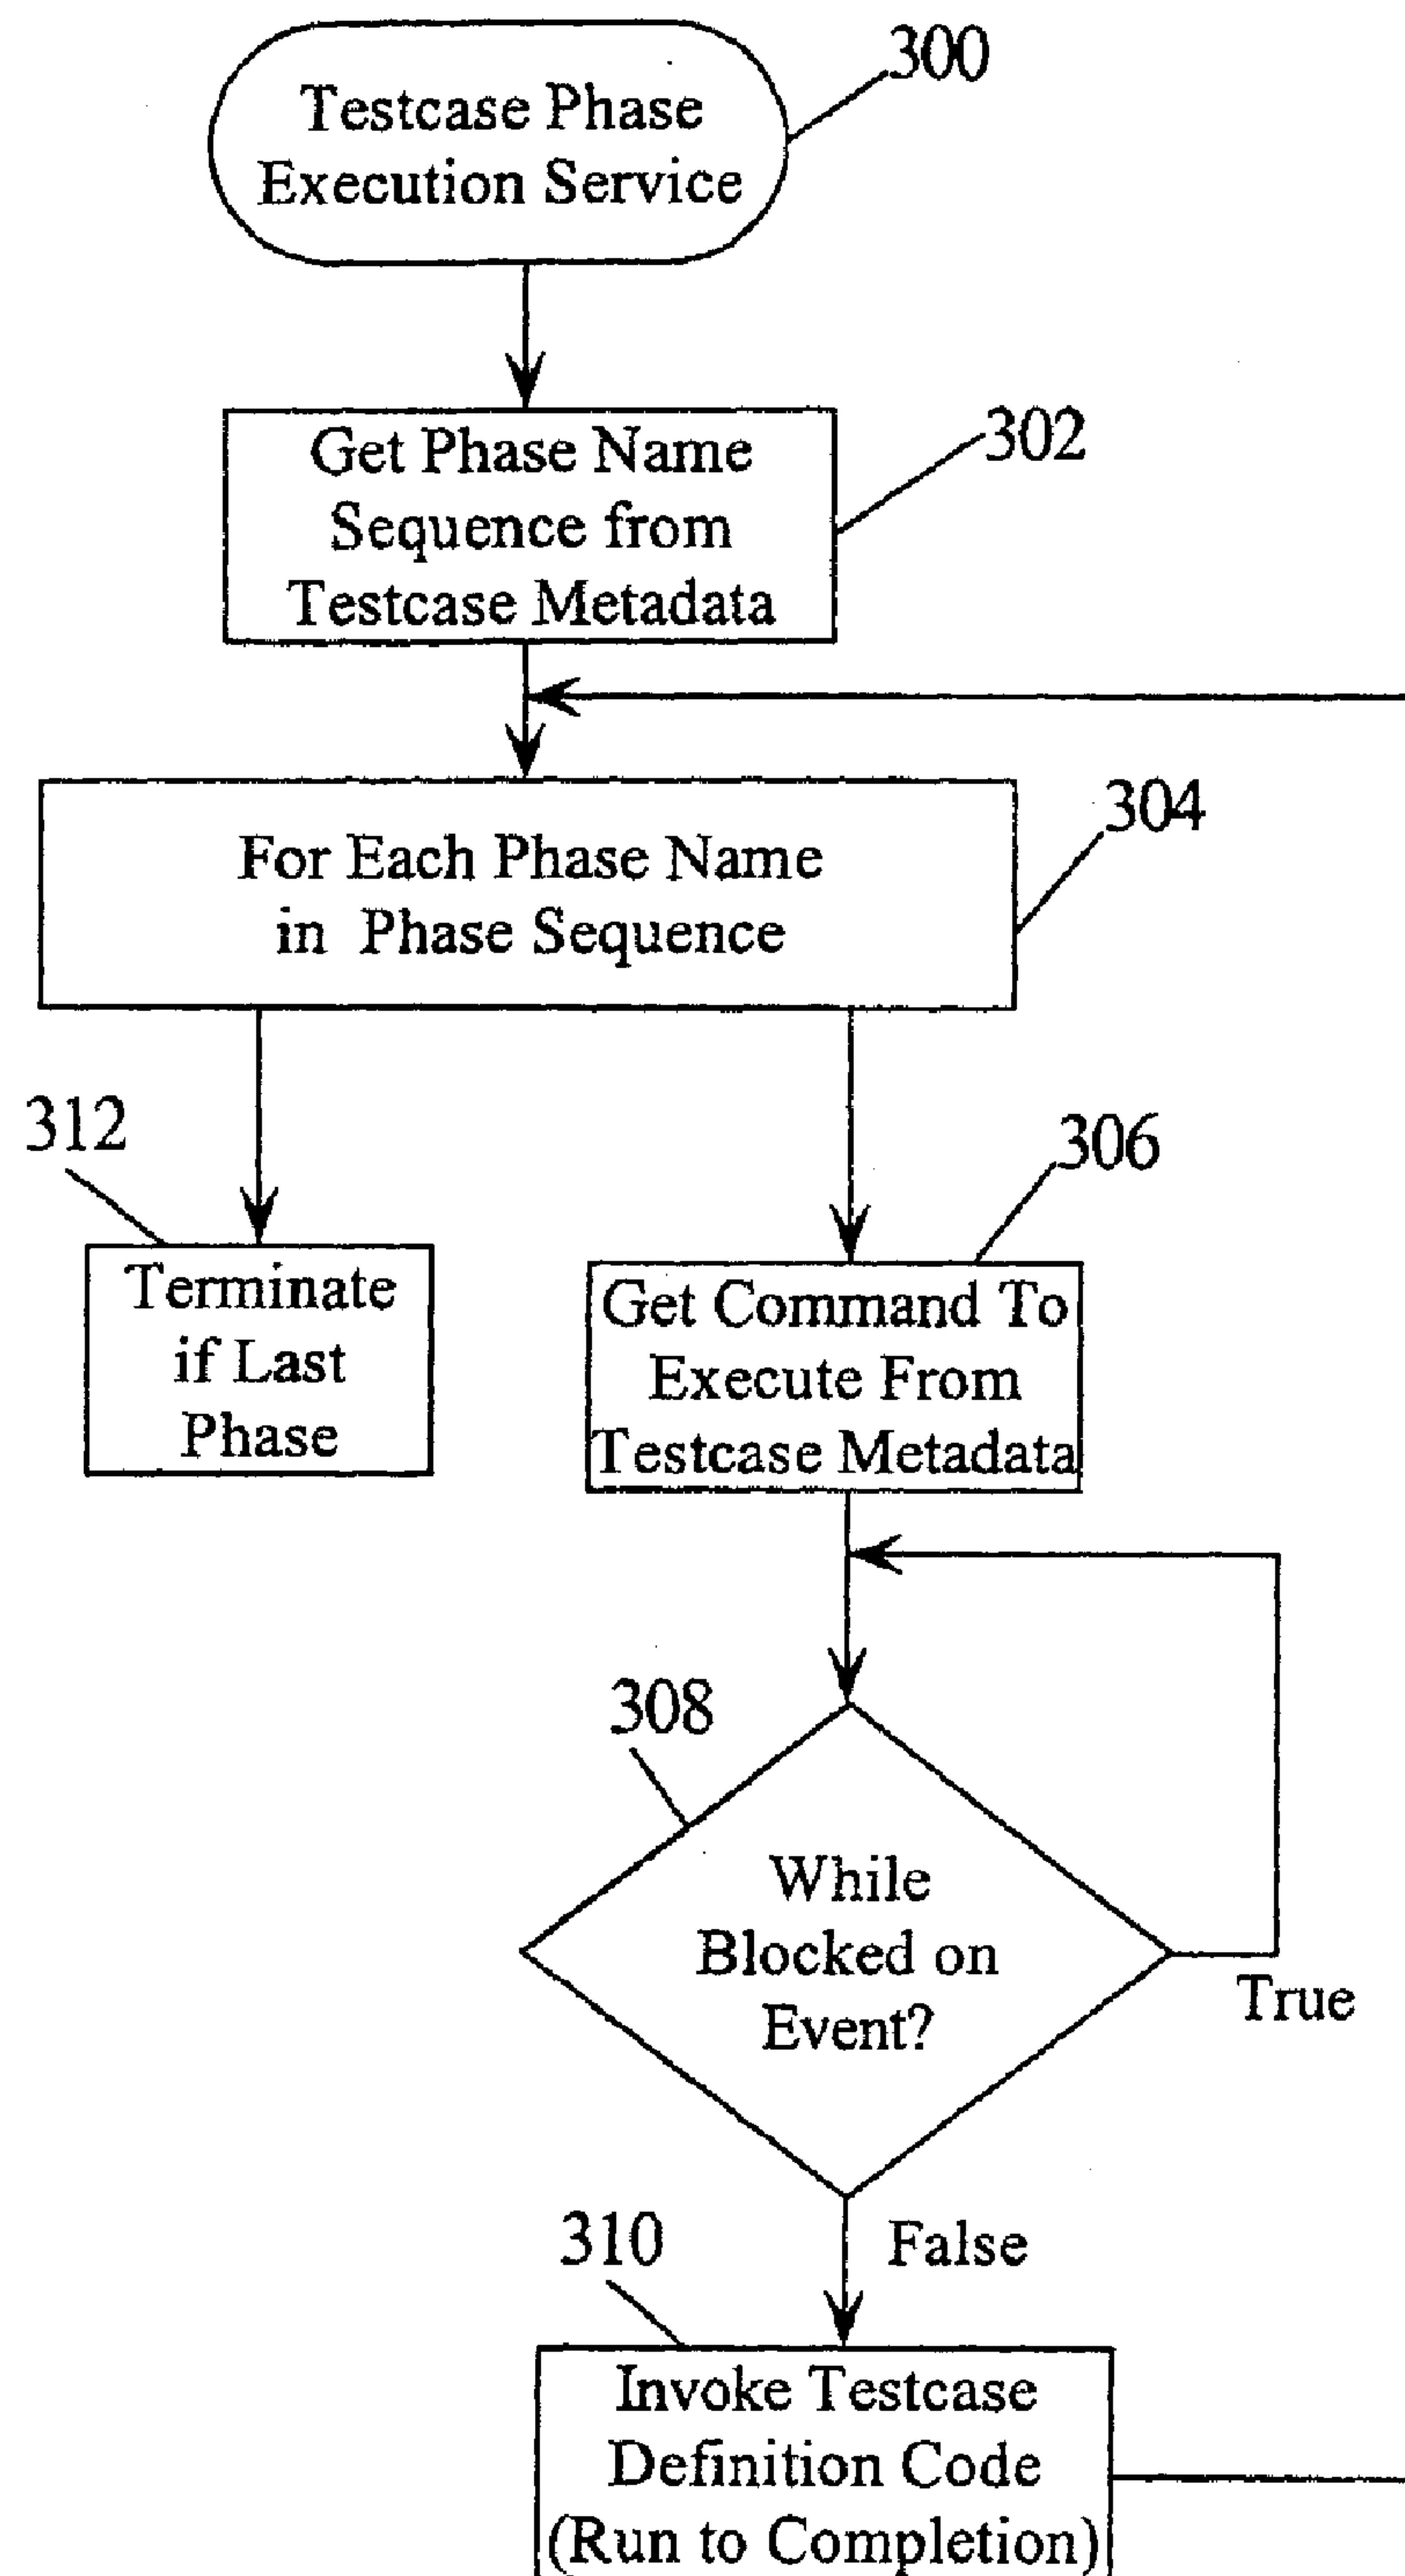 300
Testcase Phase
Execution Service
302
Get Phase Name
Sequence from
Testcase Metadata
304
For Each Phase Name
in Phase Sequence
312
306
Terminate
if Last
Phase
Get Command To
Execute From
Testcase Metadata
308
While
Blocked on
Event?
True
310
False
Invoke Testcase
Definition Code
(Run to Completion)